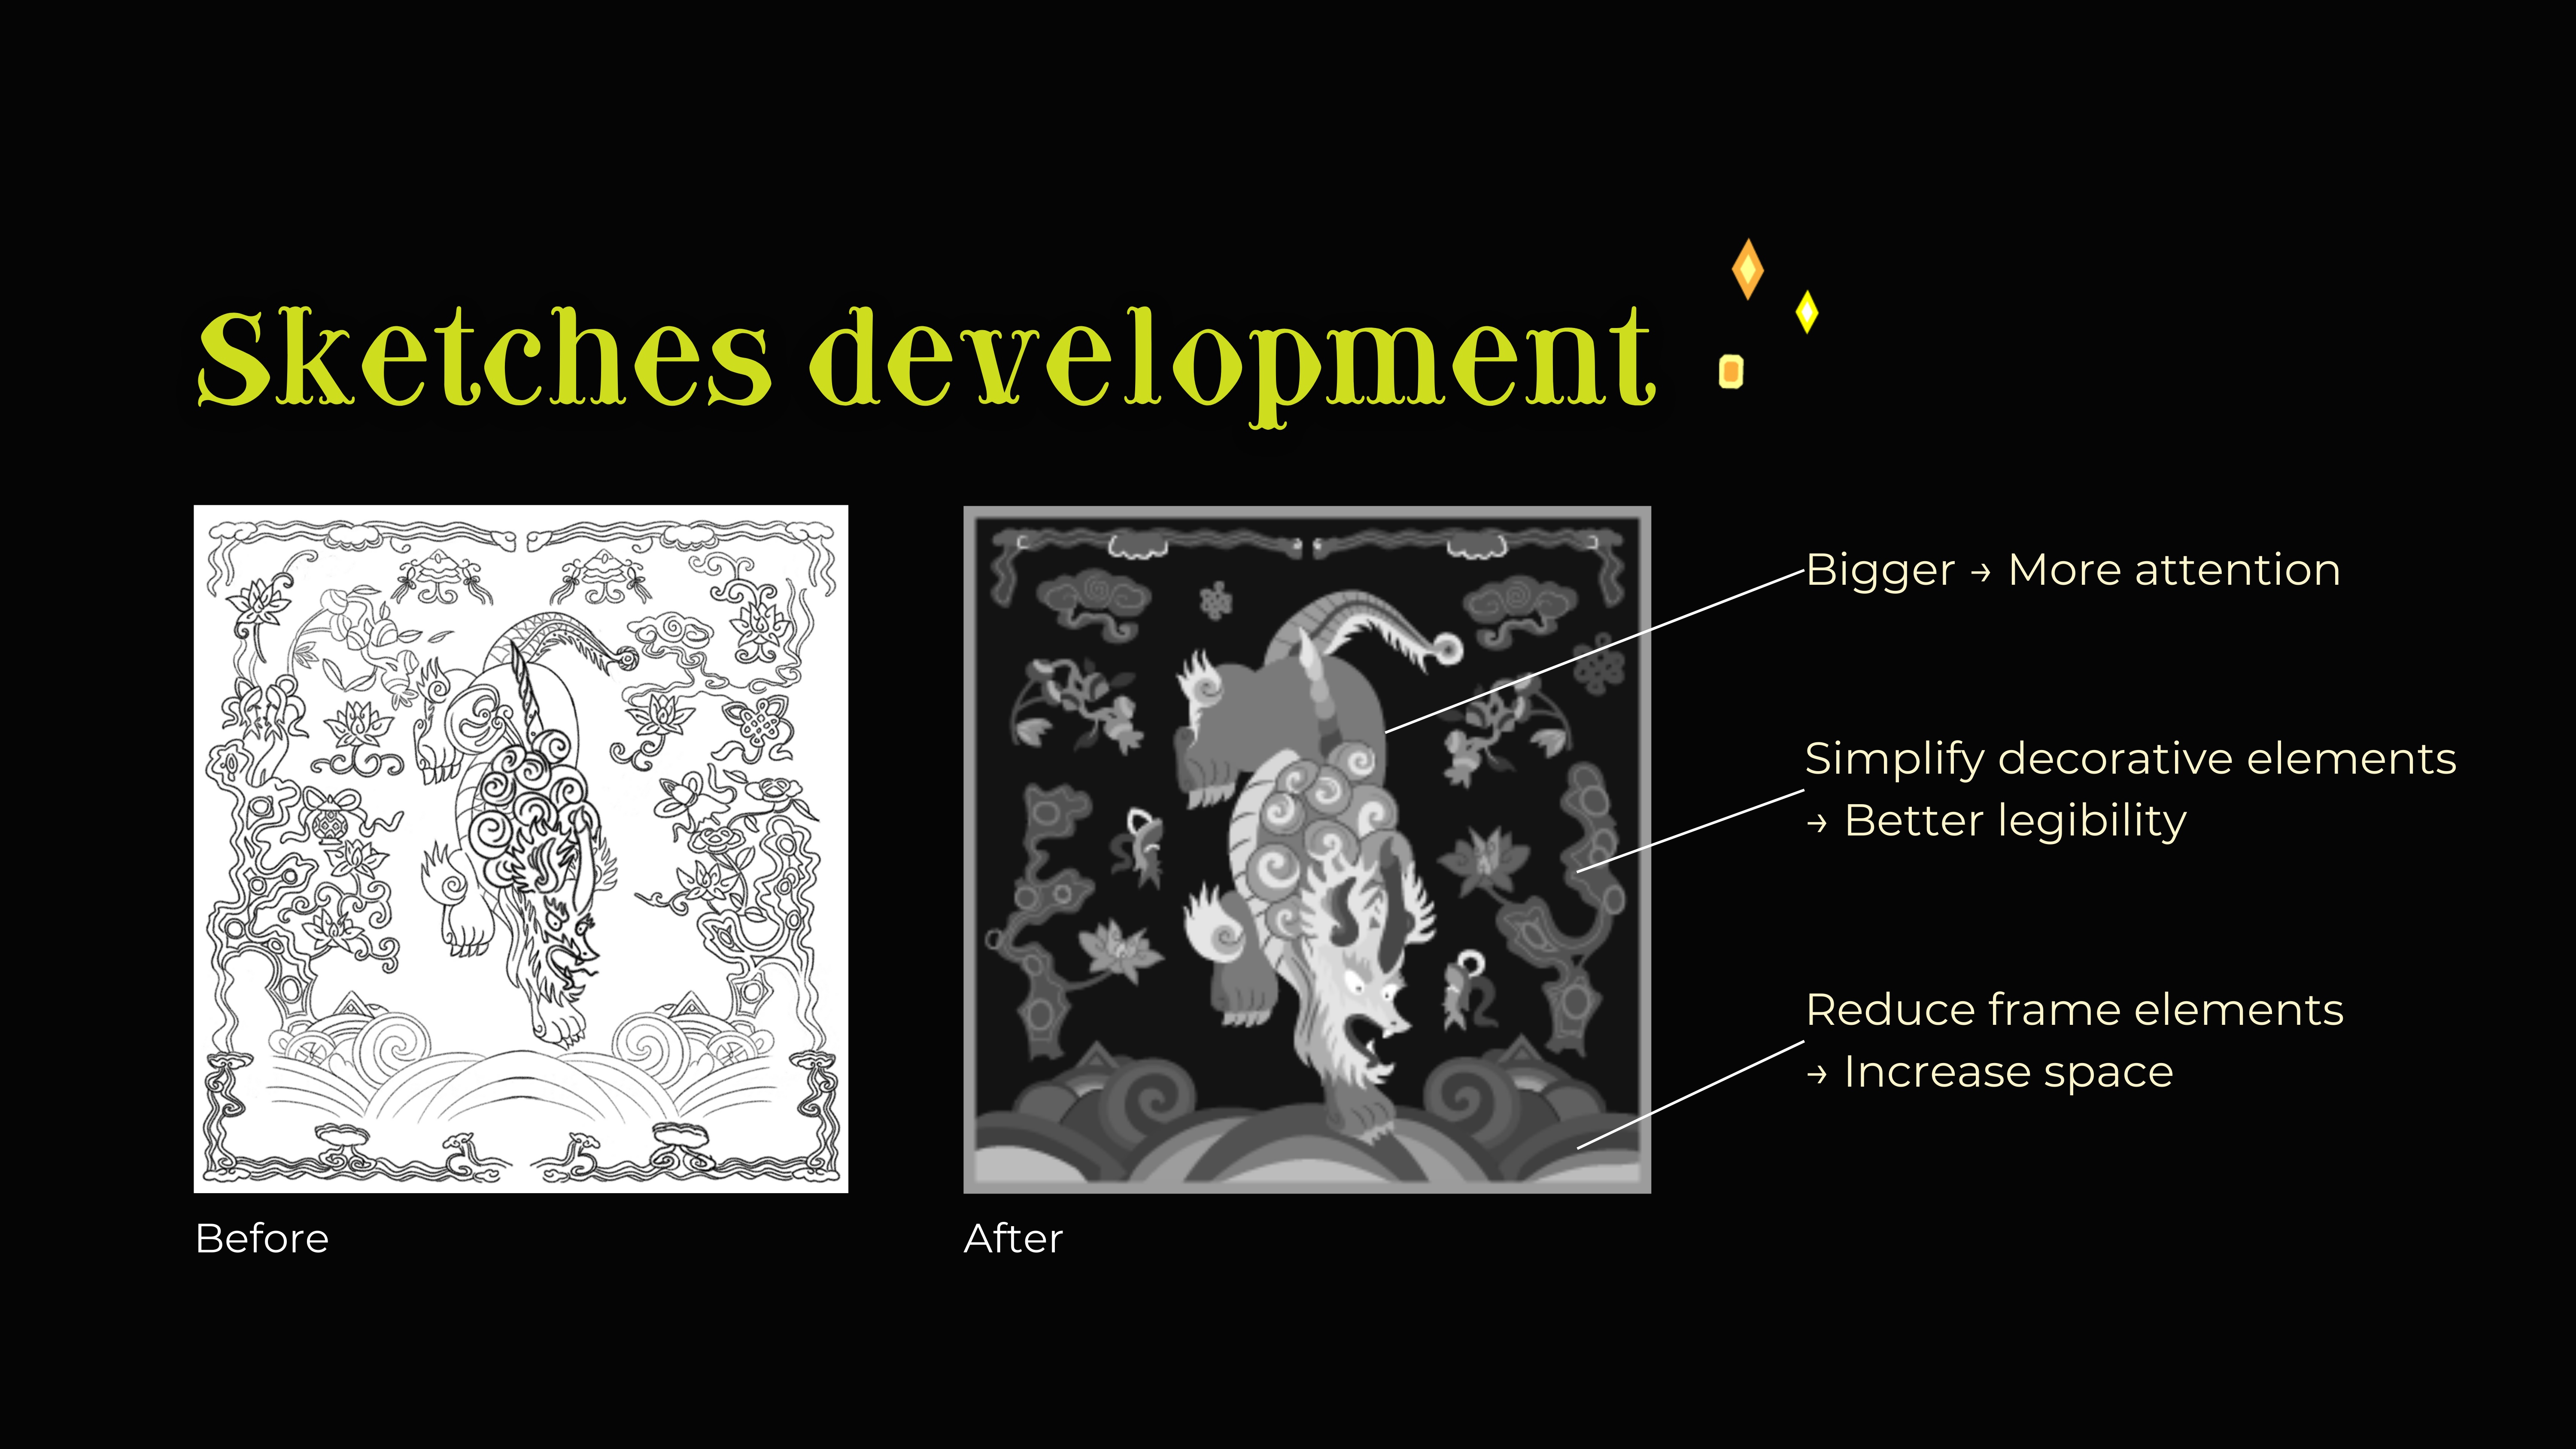 Sketches development
Bigger → More attention
Simplify decorative elements
→ Better legibility
Reduce frame elements
→ Increase space
Before
After